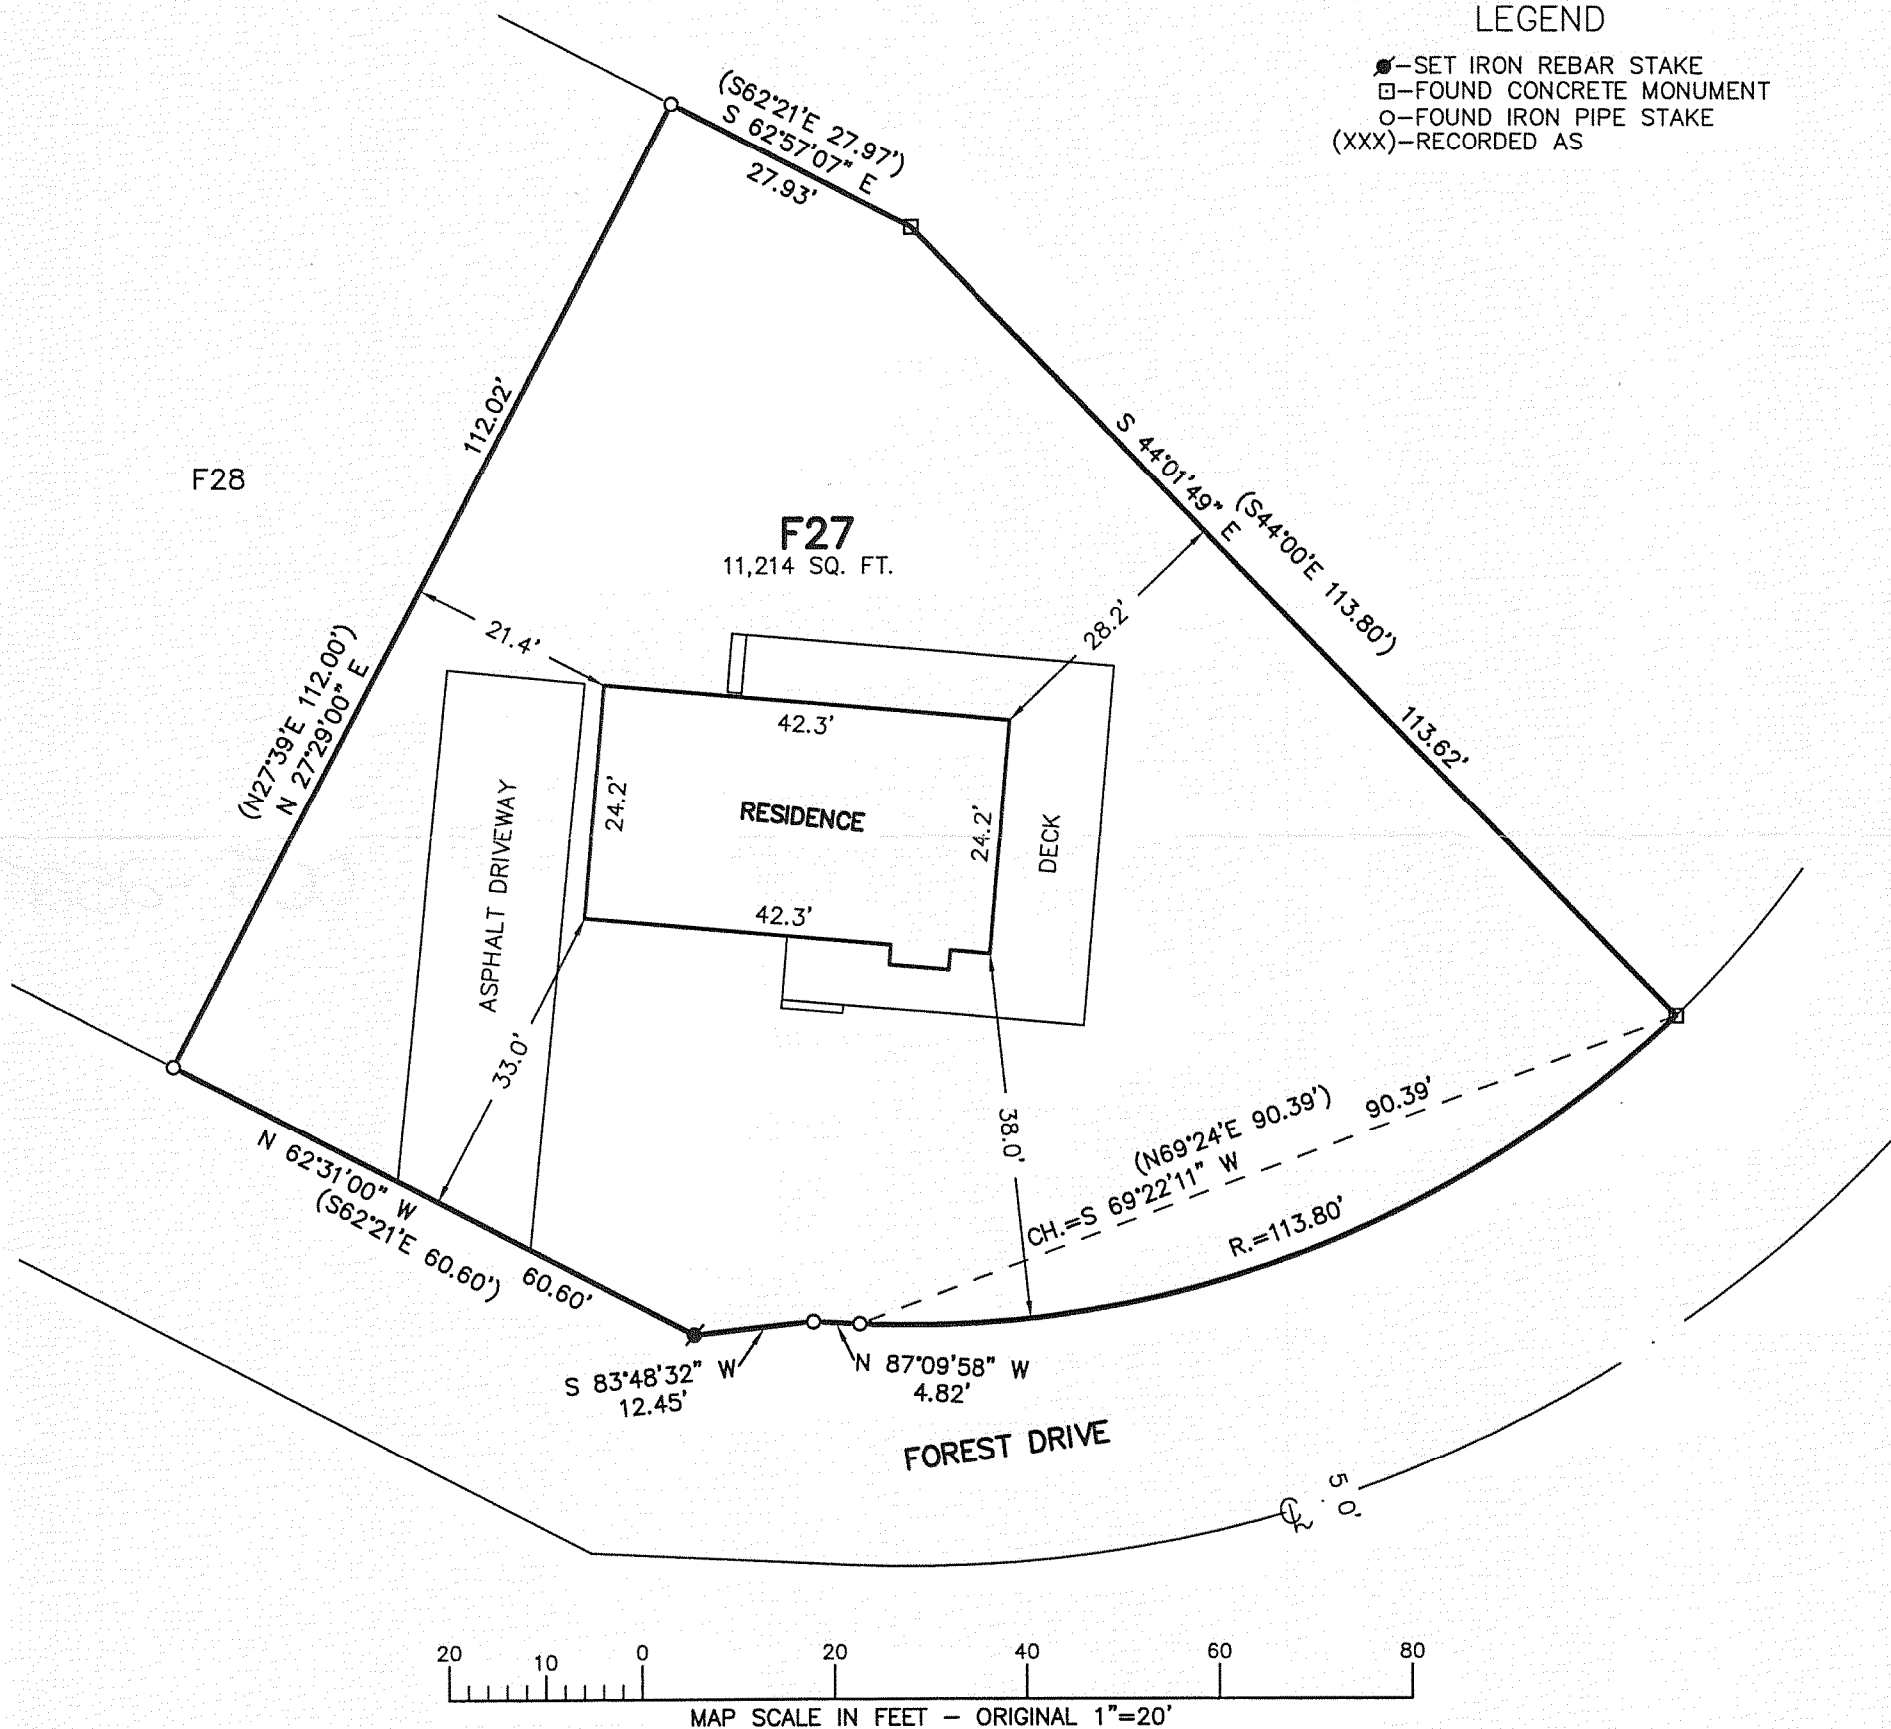 LEGEND
-SET IRON REBAR STAKE
-FOUND CONCRETE MONUMENT
-FOUND IRON PIPE STAKE
(XXX)-RECORDED AS
(S62°21'E 27.97')
S 62°57'07" E
27.93'
112.02'
F28
S 44°01'49" E
(S44°00'E 113.80')
113.62'
F27
11,214 SQ. FT.
28.2'
21.4'
(N27°39'E 112.00')
N 27°29'00" E
42.3'
24.2'
RESIDENCE
24.2'
DECK
ASPHALT DRIVEWAY
42.3'
33.0'
38.0'
(N69°24'E 90.39')
90.39'
CH.=S 69°22'11" W
R.=113.80'
N 62°31'00" W
(S62°21'E 60.60')
60.60'
S 83°48'32" W
12.45'
N 87°09'58" W
4.82'
FOREST DRIVE
50'
20 10 0 20 40 60 80
MAP SCALE IN FEET - ORIGINAL 1"=20'